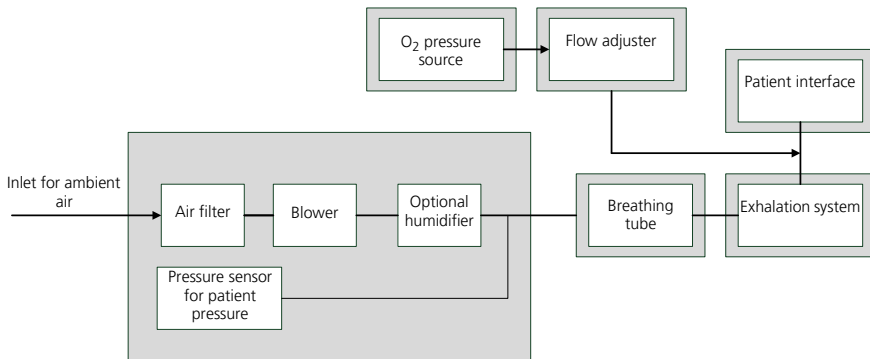 O2 pressure
source
Flow adjuster
Patient interface
Inlet for ambient
air
Air filter
Blower
Optional
humidifier
Breathing
tube
Exhalation system
Pressure sensor
for patient
pressure